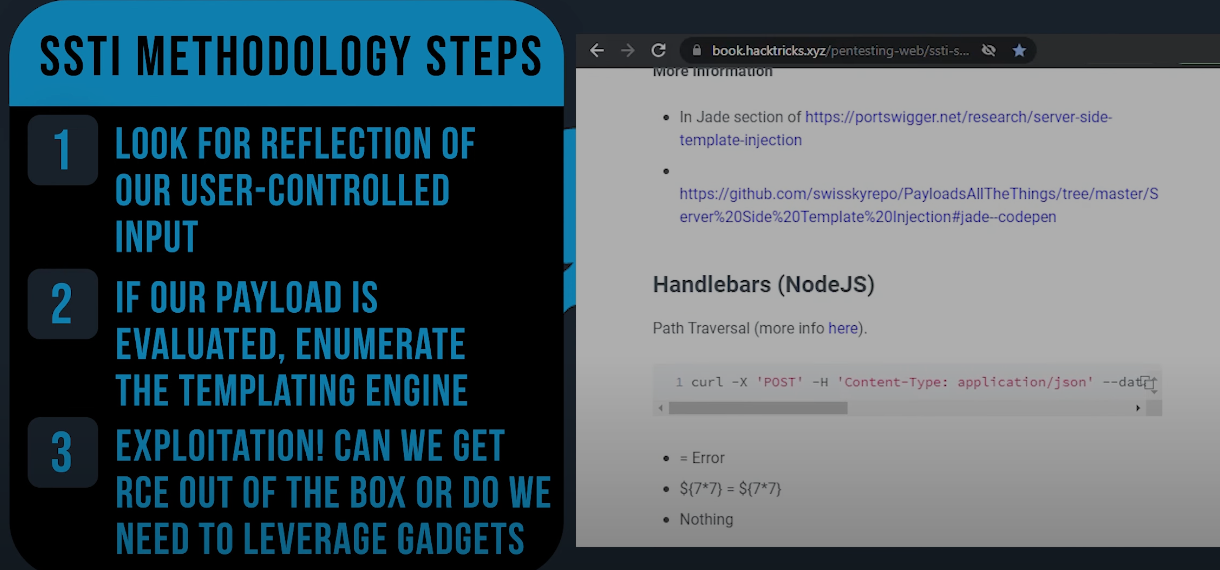 SSTI METHODOLOGY STEPS
1
LOOK FOR REFLECTION OF
OUR USER-CONTROLLED
INPUT
2
IF OUR PAYLOAD IS
EVALUATED, ENUMERATE
THE TEMPLATING ENGINE
3
EXPLOITATION! CAN WE GET
RCE OUT OF THE BOX OR DO WE
NEED TO LEVERAGE GADGETS
book.hacktricks.xyz/pentesting-web/ssti-s...
More information
In Jade section of https://portswigger.net/research/server-side-
template-injection
https://github.com/swisskyrepo/PayloadsAllTheThings/tree/master/S
erver%20Side%20Template%20Injection#jade--codepen
Handlebars (NodeJS)
Path Traversal (more info here).
1 curl -X 'POST' -H 'Content-Type: application/json' --dat
= Error
${7*7} = ${7*7}
Nothing